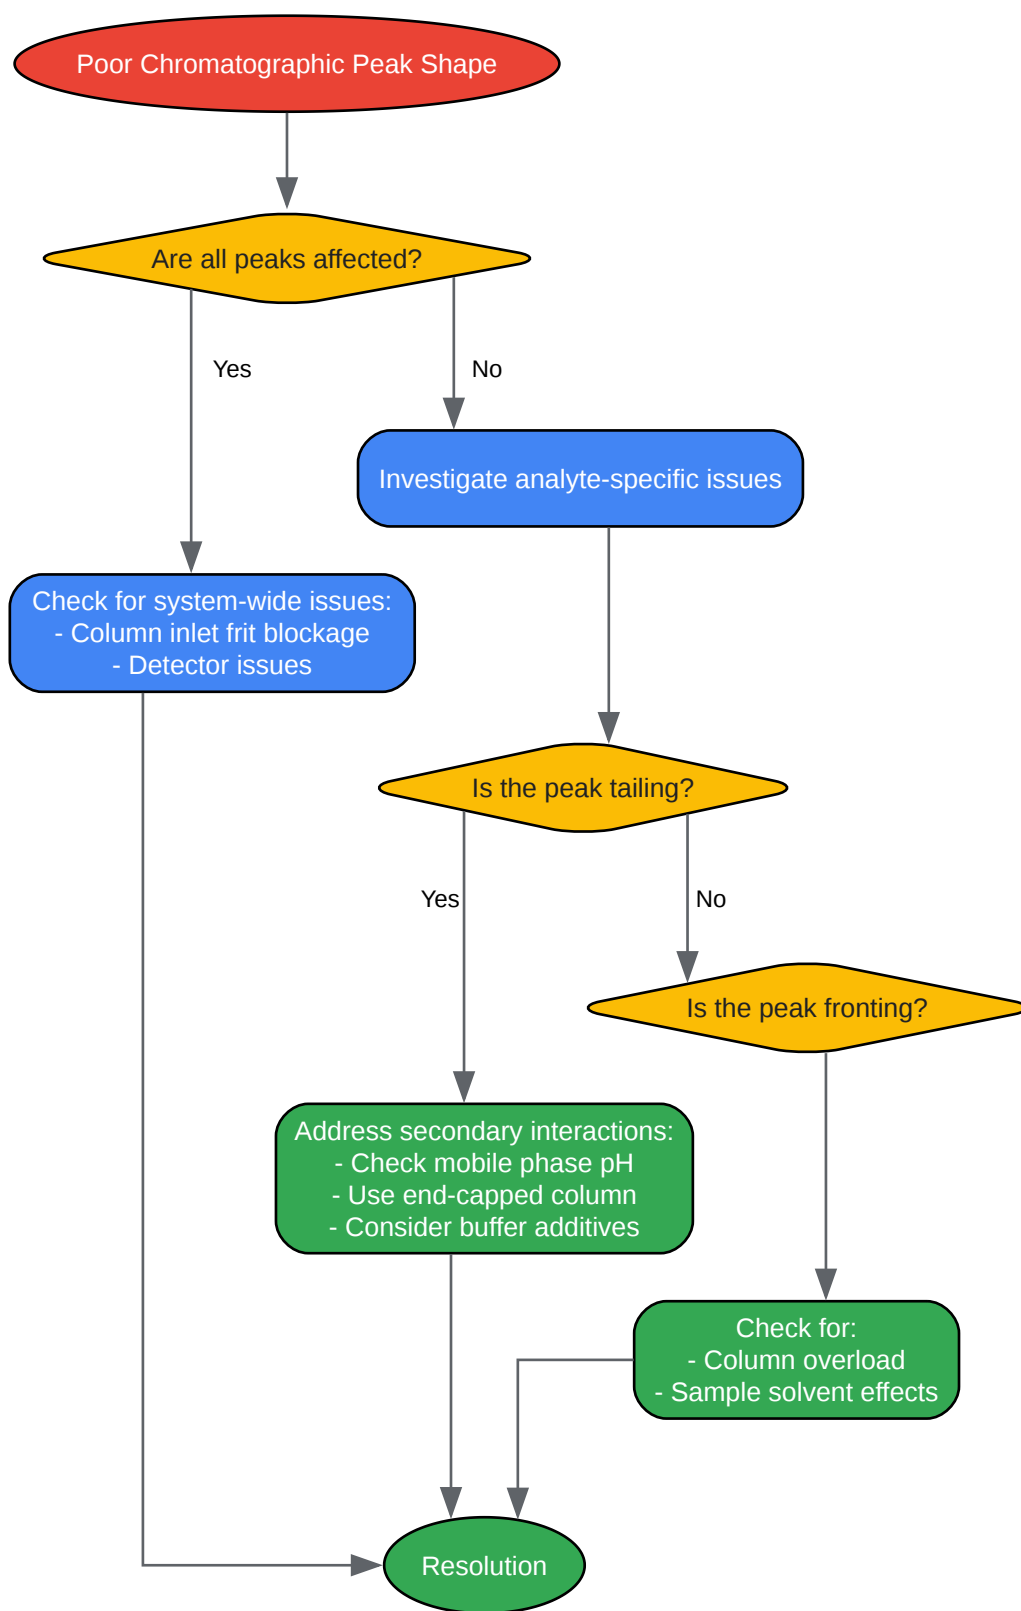 Poor Chromatographic Peak Shape
Are all peaks affected?
Yes
No
Investigate analyte-specific issues
Check for system-wide issues:
- Column inlet frit blockage
- Detector issues
Is the peak tailing?
Yes
No
Is the peak fronting?
Address secondary interactions:
- Check mobile phase pH
- Use end-capped column
- Consider buffer additives
Check for:
- Column overload
- Sample solvent effects
Resolution